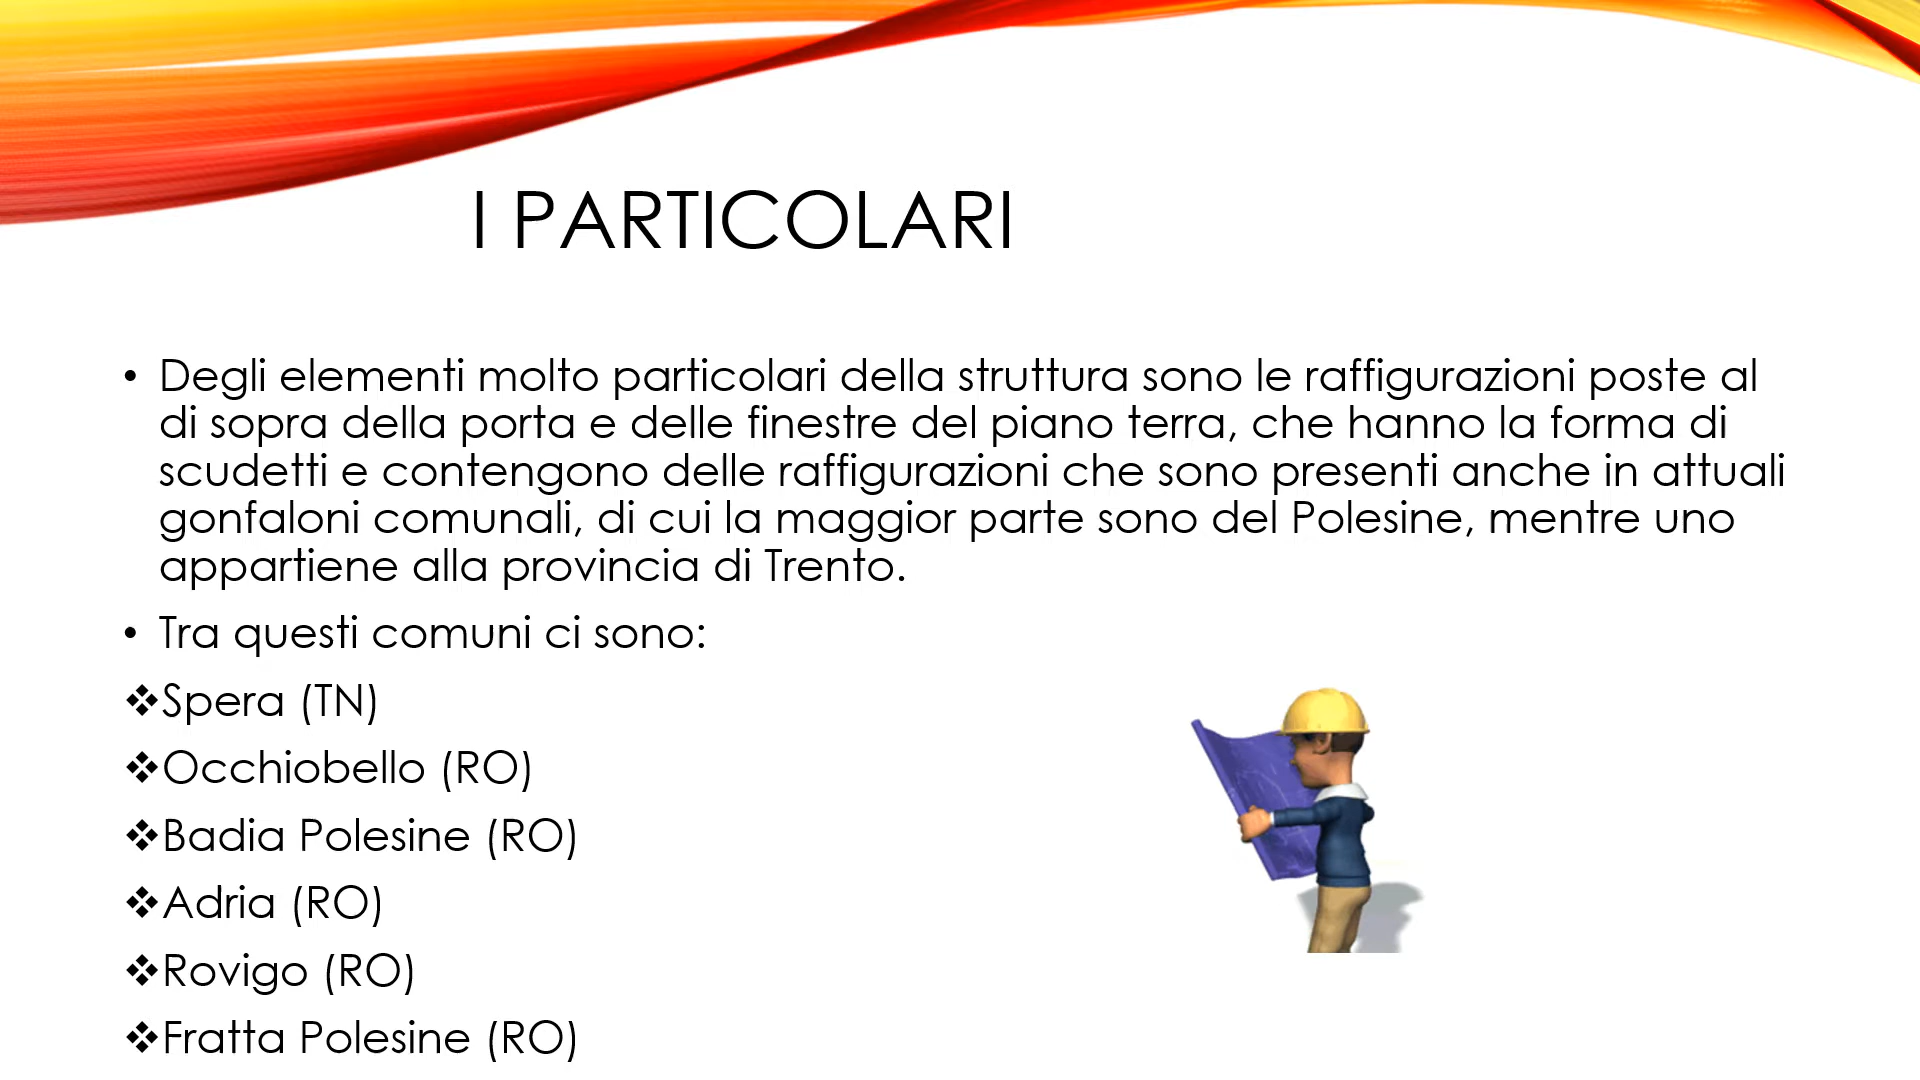 I PARTICOLARI
• Degli elementi molto particolari della struttura sono le raffigurazioni poste al
di sopra della porta e delle finestre del piano terra, che hanno la forma di
scudetti e contengono delle raffigurazioni che sono presenti anche in attuali
gonfaloni comunali, di cui la maggior parte sono del Polesine, mentre uno
appartiene alla provincia di Trento.
• Tra questi comuni ci sono:
❖Spera (TN)
❖Occhiobello (RO)
❖Badia Polesine (RO)
❖Adria (RO)
❖Rovigo (RO)
❖Fratta Polesine (RO)